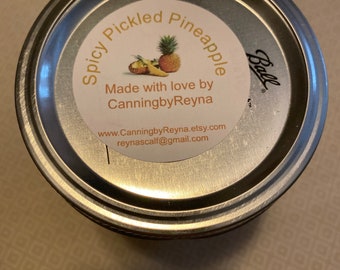 Spicy Pickled Pineapple
Made with love by
CanningbyReyna
www.CanningbyReyna.etsy.com
reynascall@gmail.com
Ball